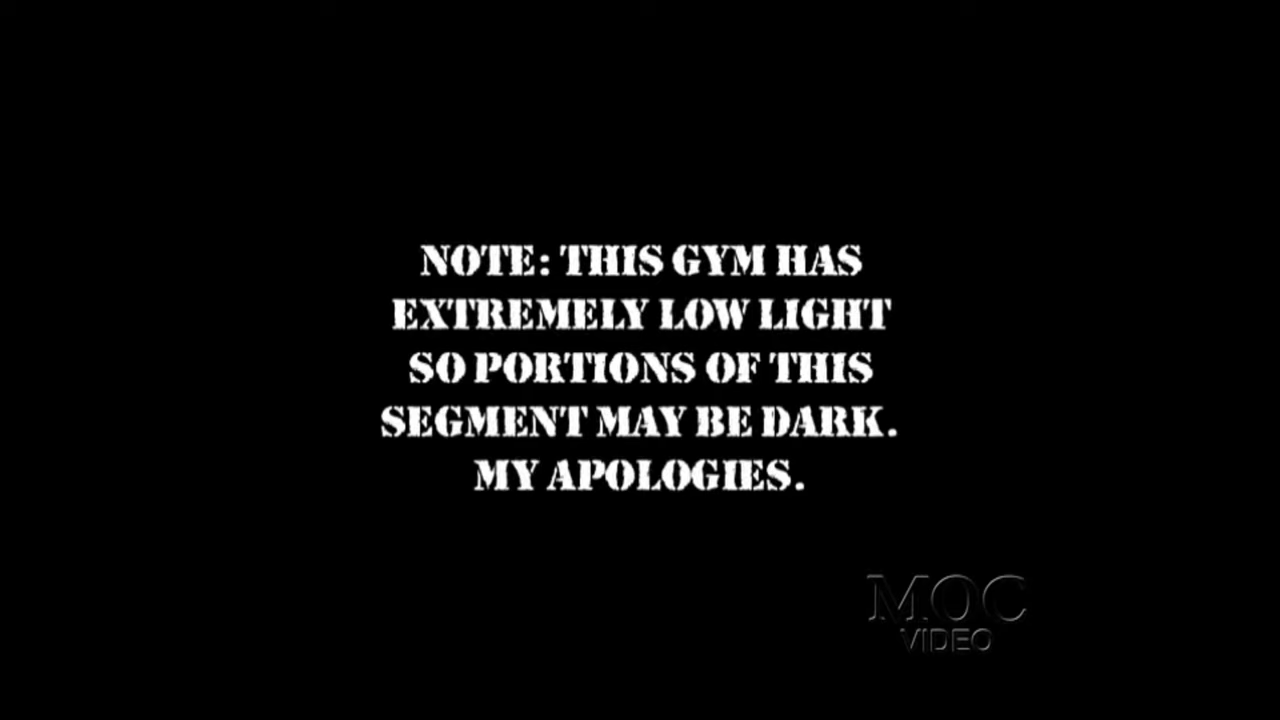 NOTE: THIS GYM HAS
EXTREMELY LOW LIGHT
SO PORTIONS OF THIS
SEGMENT MAY BE DARK.
MY APOLOGIES.
MOC
VIDEO